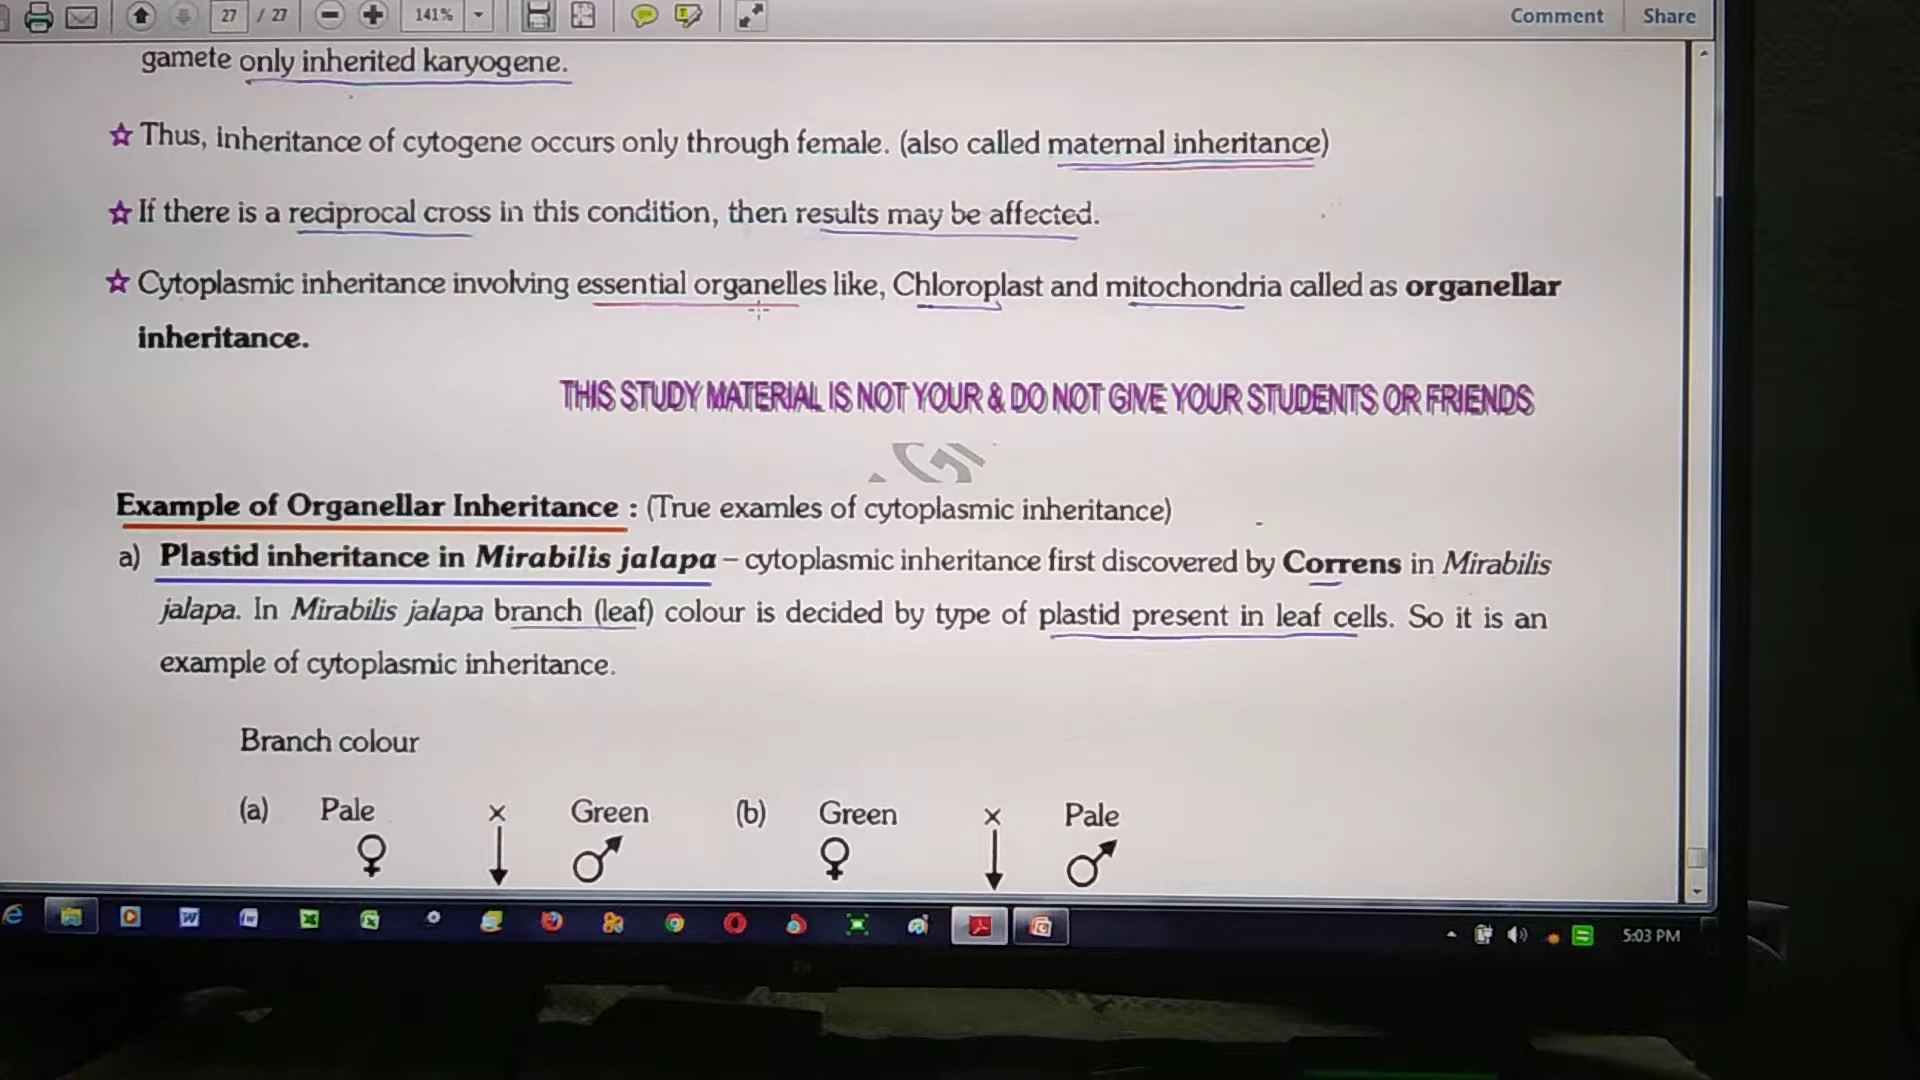 27 / 27 141% Comment Share
gamete only inherited karyogene.
☆ Thus, inheritance of cytogene occurs only through female. (also called maternal inheritance)
☆ If there is a reciprocal cross in this condition, then results may be affected.
☆ Cytoplasmic inheritance involving essential organelles like, Chloroplast and mitochondria called as organellar
inheritance.
THIS STUDY MATERIAL IS NOT YOUR & DO NOT GIVE YOUR STUDENTS OR FRIENDS
Example of Organellar Inheritance : (True examles of cytoplasmic inheritance)
a) Plastid inheritance in Mirabilis jalapa – cytoplasmic inheritance first discovered by Correns in Mirabilis
jalapa. In Mirabilis jalapa branch (leaf) colour is decided by type of plastid present in leaf cells. So it is an
example of cytoplasmic inheritance.
Branch colour
(a) Pale x Green (b) Green x Pale
♀ ♂ ♀ ♂
5:03 PM